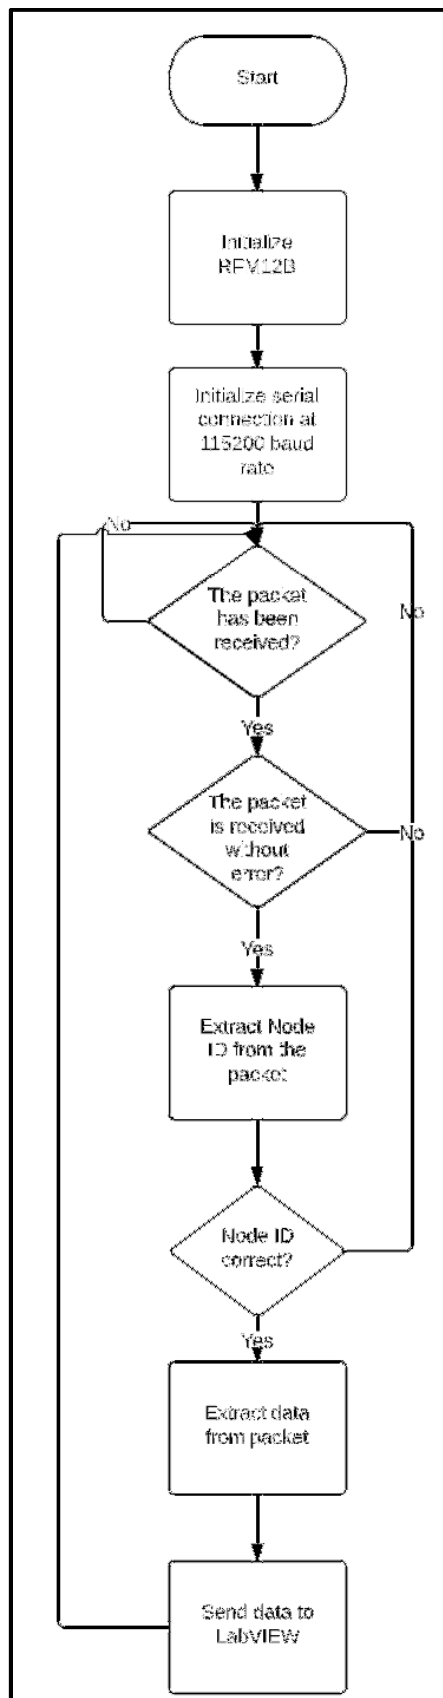 Start
Initialize
RFM12B
Initialize serial
connection at
115200 baud
rate
No
The packet
has been
received?
No
Yes
The packet
is received
without
error?
No
Yes
Extract Node
ID from the
packet
Node ID
correct?
Yes
Extract data
from packet
Send data to
LabVIEW